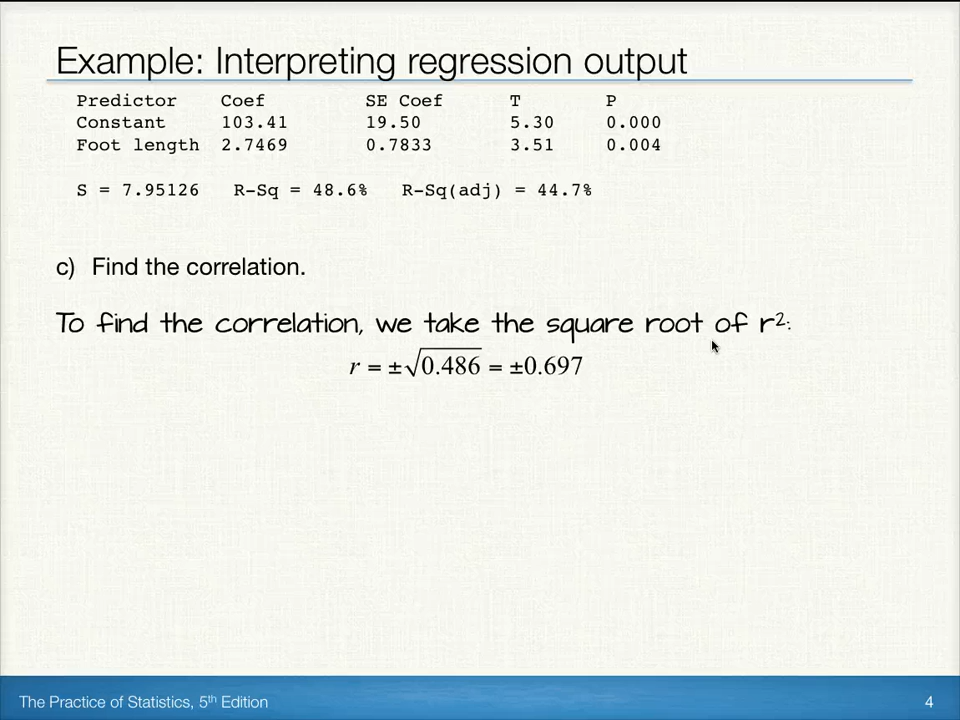 Example: Interpreting regression output
Predictor Coef SE Coef T P
Constant 103.41 19.50 5.30 0.000
Foot length 2.7469 0.7833 3.51 0.004
S = 7.95126 R-Sq = 48.6% R-Sq(adj) = 44.7%
c) Find the correlation.
To find the correlation, we take the square root of r²:
r = ±√0.486 = ±0.697
The Practice of Statistics, 5th Edition 4